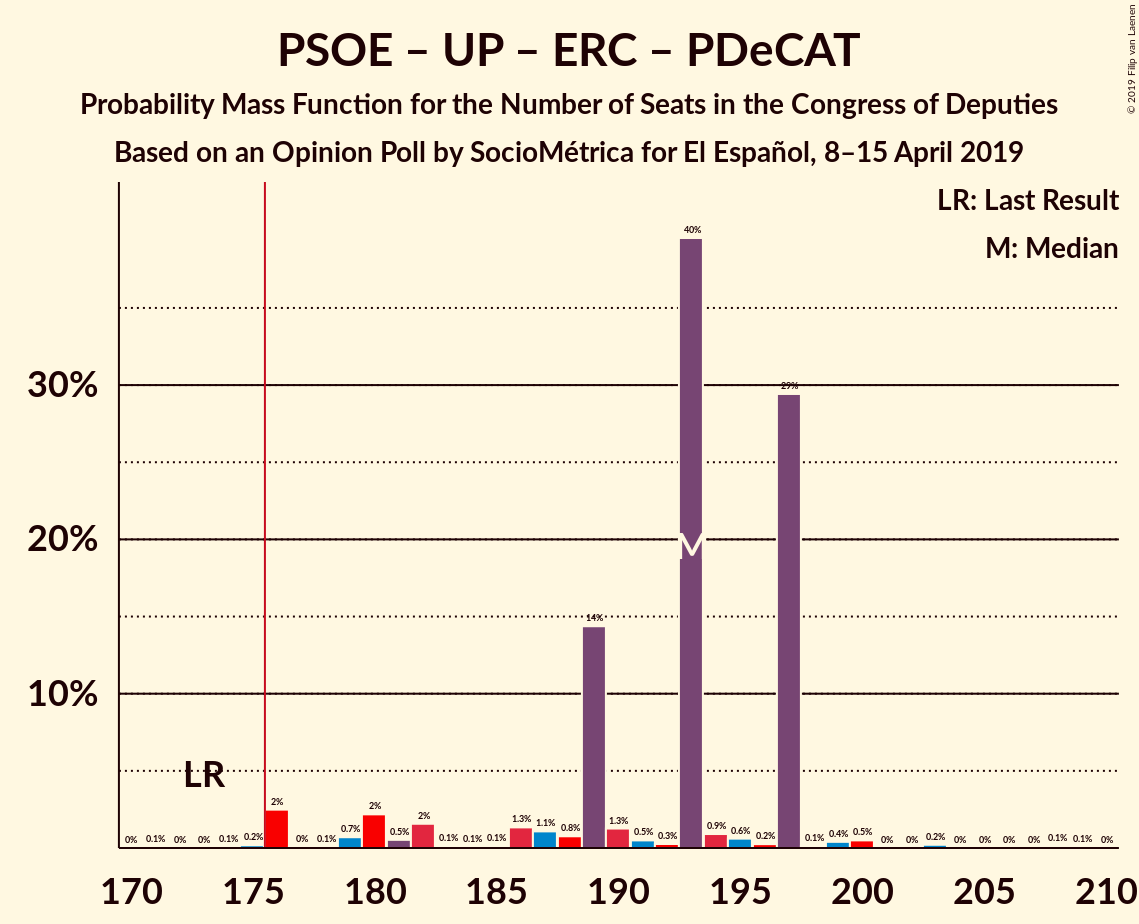 PSOE – UP – ERC – PDeCAT
Probability Mass Function for the Number of Seats in the Congress of Deputies
Based on an Opinion Poll by SocioMétrica for El Español, 8–15 April 2019
© 2019 Filip van Laenen
LR: Last Result
M: Median
30%
20%
10%
LR
M
0% 0.1% 0% 0% 0.1% 0.2% 2% 0% 0.1% 0.7% 2% 0.5% 2% 0.1% 0.1% 0.1% 1.3% 1.1% 0.8% 14% 1.3% 0.5% 0.3% 40% 0.9% 0.6% 0.2% 29% 0.1% 0.4% 0.5% 0% 0% 0.2% 0% 0% 0% 0% 0.1% 0.1% 0%
170 175 180 185 190 195 200 205 210